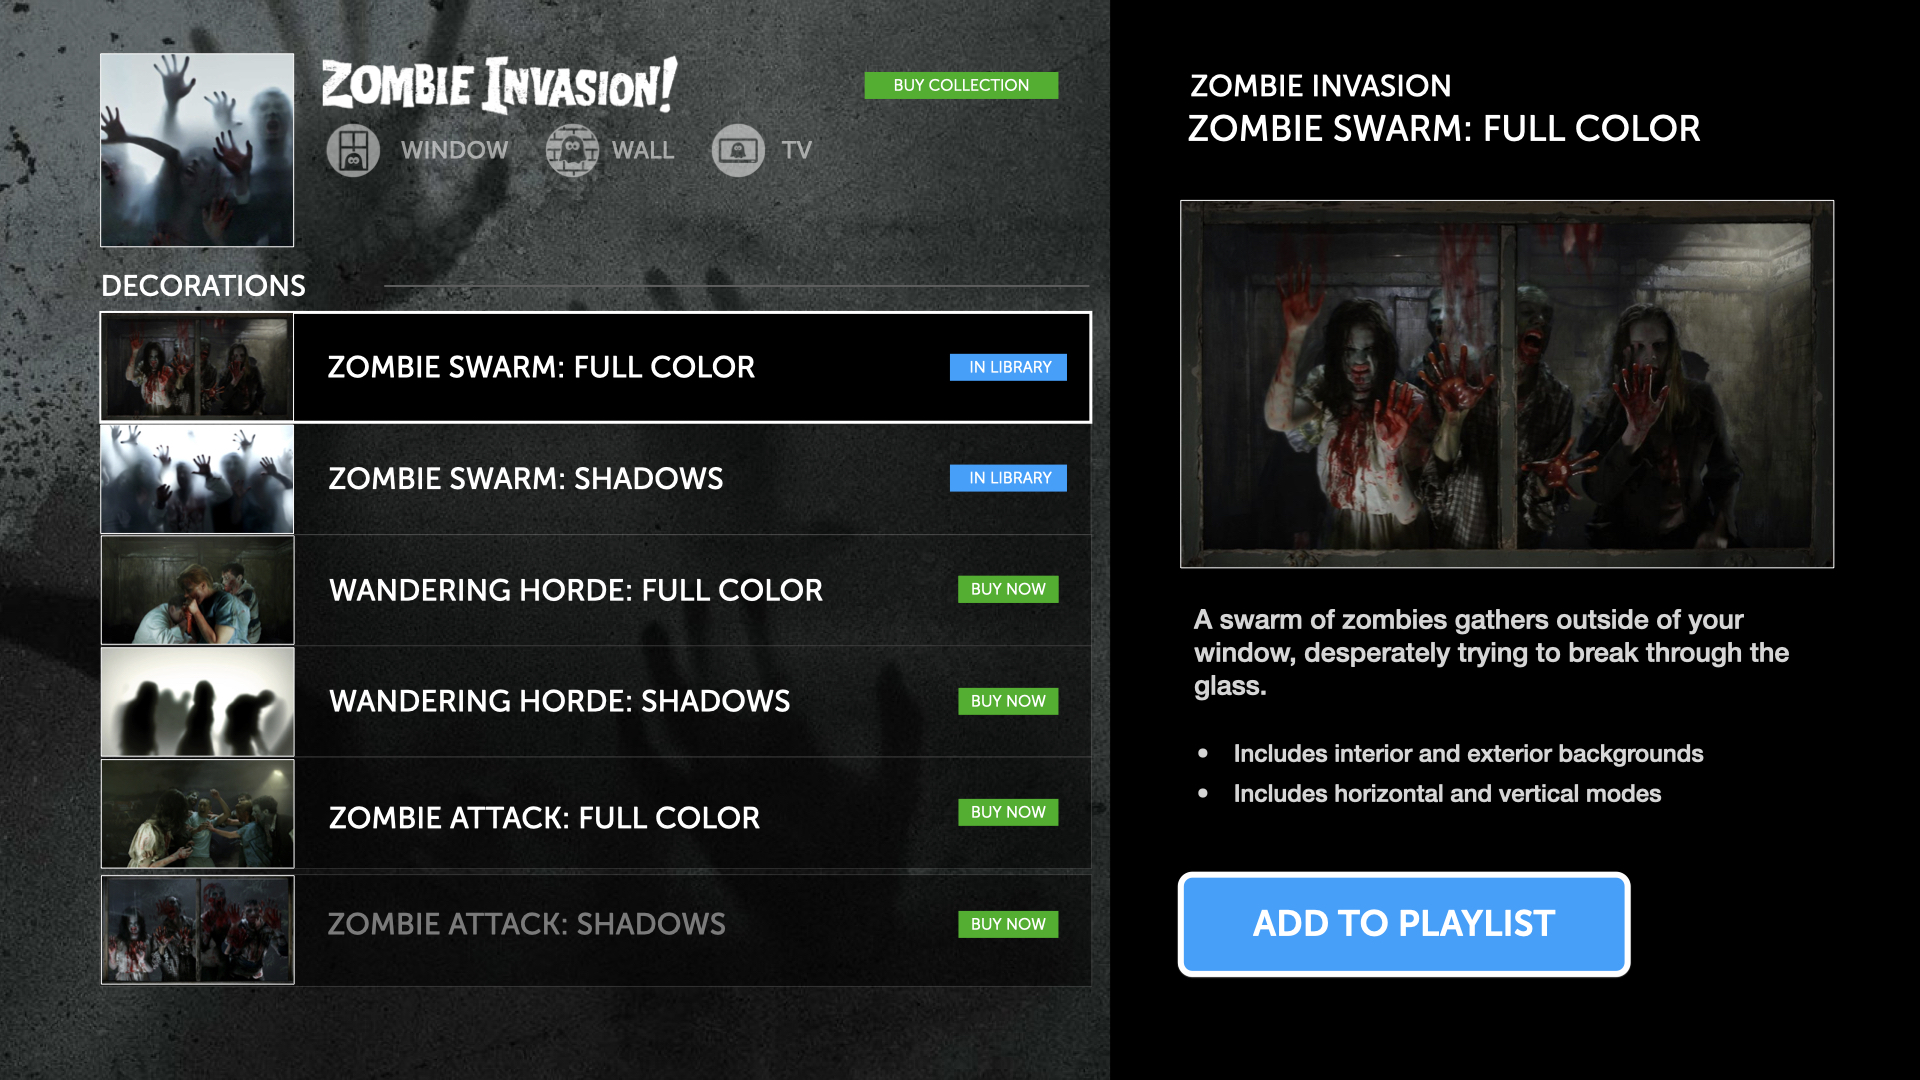 ZOMBIE INVASION!
BUY COLLECTION
WINDOW
WALL
TV
DECORATIONS
ZOMBIE SWARM: FULL COLOR
IN LIBRARY
ZOMBIE SWARM: SHADOWS
IN LIBRARY
WANDERING HORDE: FULL COLOR
BUY NOW
WANDERING HORDE: SHADOWS
BUY NOW
ZOMBIE ATTACK: FULL COLOR
BUY NOW
ZOMBIE ATTACK: SHADOWS
BUY NOW
ZOMBIE INVASION
ZOMBIE SWARM: FULL COLOR
A swarm of zombies gathers outside of your
window, desperately trying to break through the
glass.
• Includes interior and exterior backgrounds
• Includes horizontal and vertical modes
ADD TO PLAYLIST